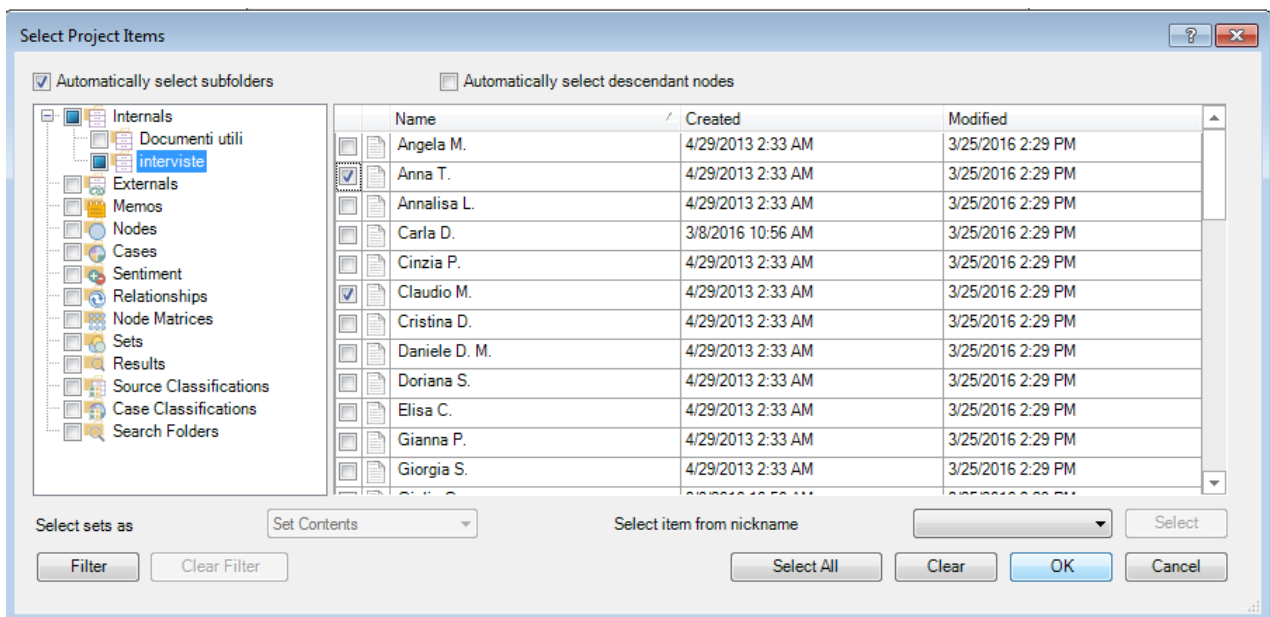 Select Project Items
Automatically select subfolders
Automatically select descendant nodes
Internals
Documenti utili
interviste
Externals
Memos
Nodes
Cases
Sentiment
Relationships
Node Matrices
Sets
Results
Source Classifications
Case Classifications
Search Folders
Name Created Modified
Angela M. 4/29/2013 2:33 AM 3/25/2016 2:29 PM
Anna T. 4/29/2013 2:33 AM 3/25/2016 2:29 PM
Annalisa L. 4/29/2013 2:33 AM 3/25/2016 2:29 PM
Carla D. 3/8/2016 10:56 AM 3/25/2016 2:29 PM
Cinzia P. 4/29/2013 2:33 AM 3/25/2016 2:29 PM
Claudio M. 4/29/2013 2:33 AM 3/25/2016 2:29 PM
Cristina D. 4/29/2013 2:33 AM 3/25/2016 2:29 PM
Daniele D. M. 4/29/2013 2:33 AM 3/25/2016 2:29 PM
Doriana S. 4/29/2013 2:33 AM 3/25/2016 2:29 PM
Elisa C. 4/29/2013 2:33 AM 3/25/2016 2:29 PM
Gianna P. 4/29/2013 2:33 AM 3/25/2016 2:29 PM
Giorgia S. 4/29/2013 2:33 AM 3/25/2016 2:29 PM
Select sets as Set Contents Select item from nickname Select
Filter Clear Filter Select All Clear OK Cancel